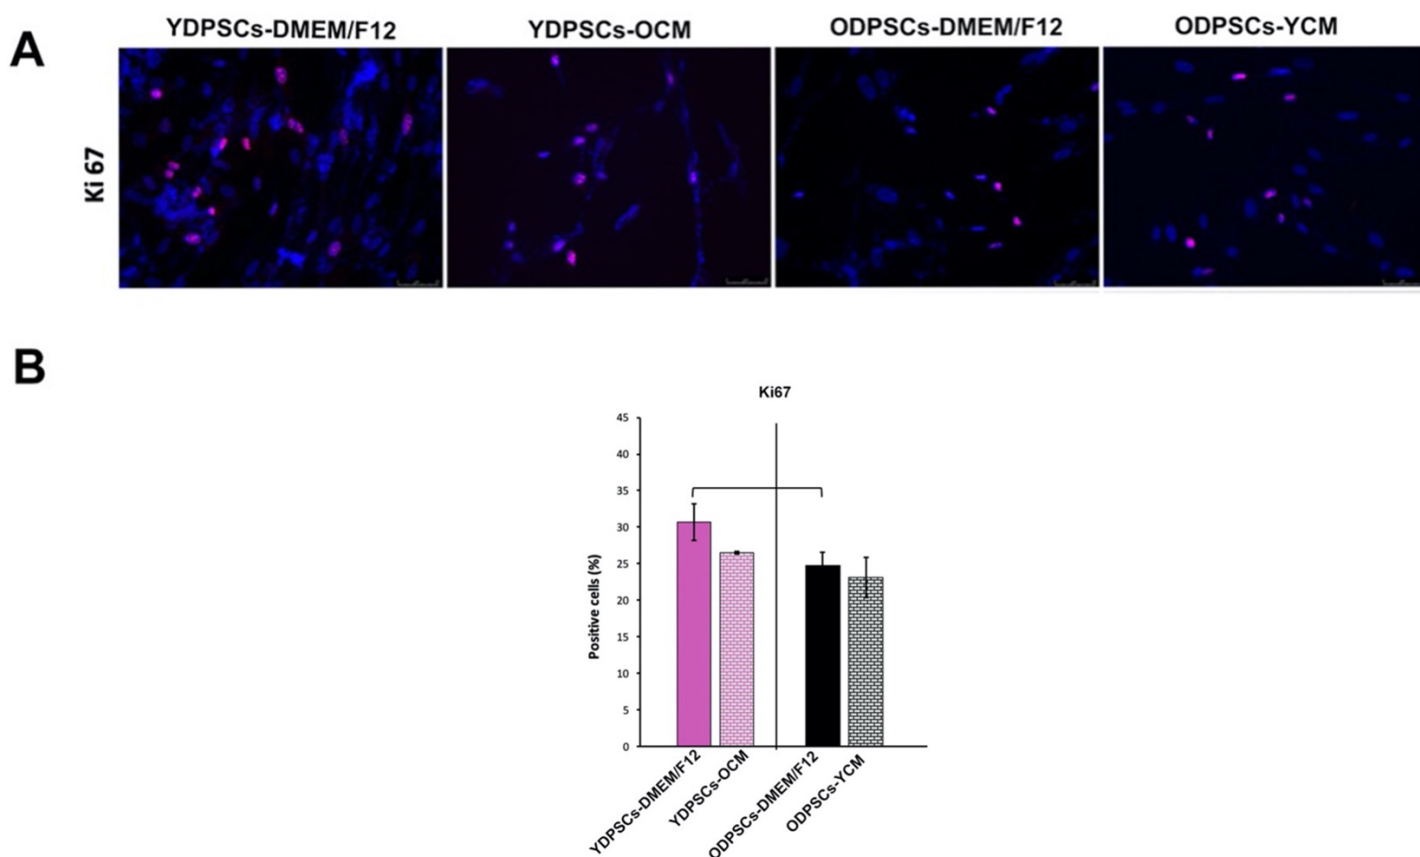 A
YDPSCs-DMEM/F12
YDPSCs-OCM
ODPSCs-DMEM/F12
ODPSCs-YCM
Ki 67
B
Ki67
45
40
35
30
25
20
15
10
5
0
Positive cells (%)
YDPSCs-DMEM/F12
YDPSCs-OCM
ODPSCs-DMEM/F12
ODPSCs-YCM